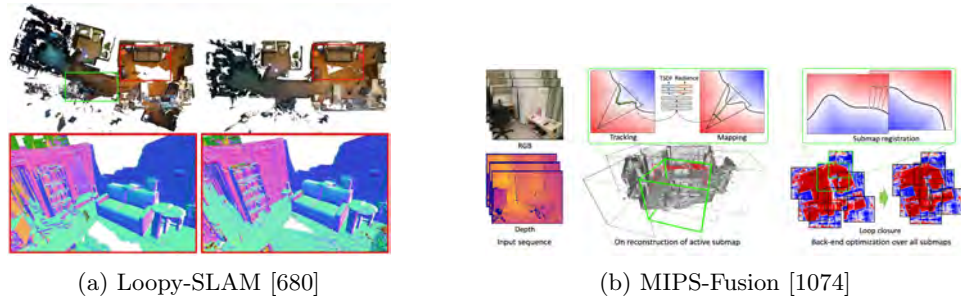 TSDF Radiance
Tracking
Mapping
Submap registration
RGB
Depth
Loop closure
Input sequence
On reconstruction of active submap
Back-end optimization over all submaps
(a) Loopy-SLAM [680]
(b) MIPS-Fusion [1074]